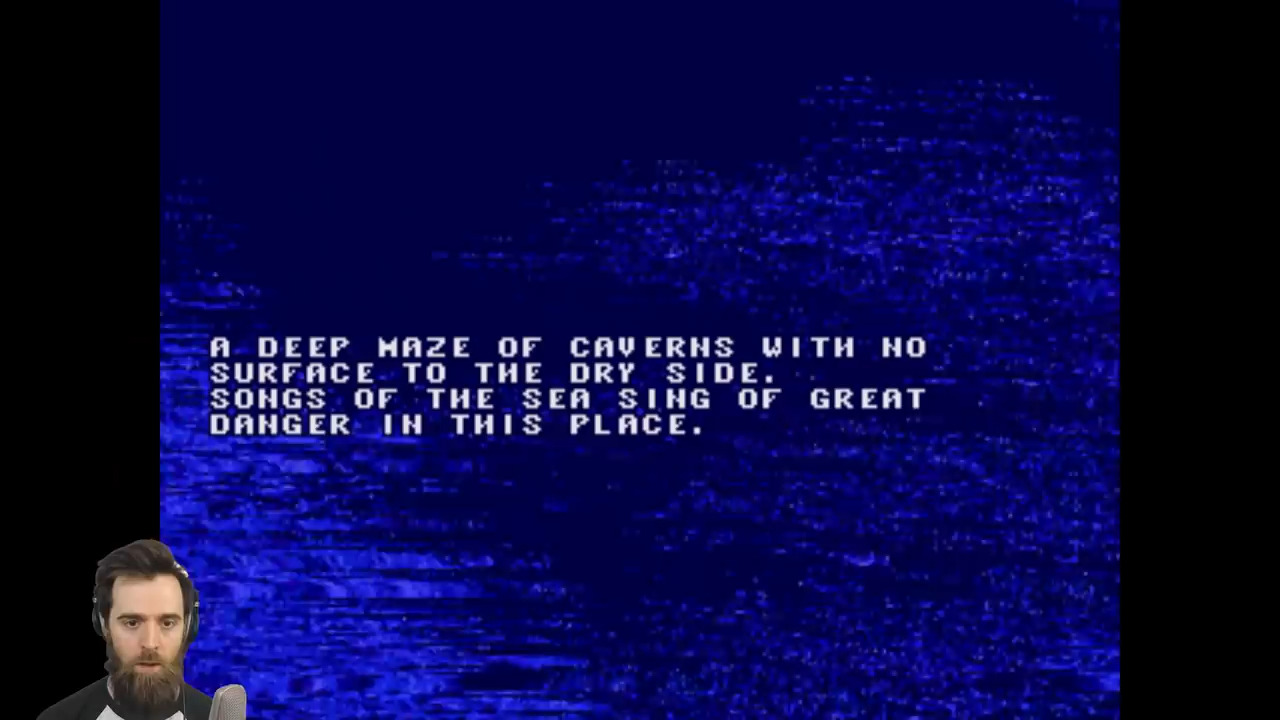 A DEEP MAZE OF CAVERNS WITH NO
SURFACE TO THE DRY SIDE.
SONGS OF THE SEA SING OF GREAT
DANGER IN THIS PLACE.